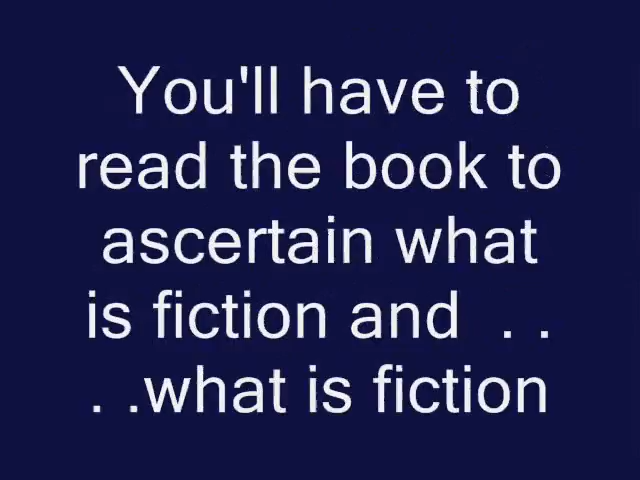 You'll have to
read the book to
ascertain what
is fiction and  . .
. .what is fiction